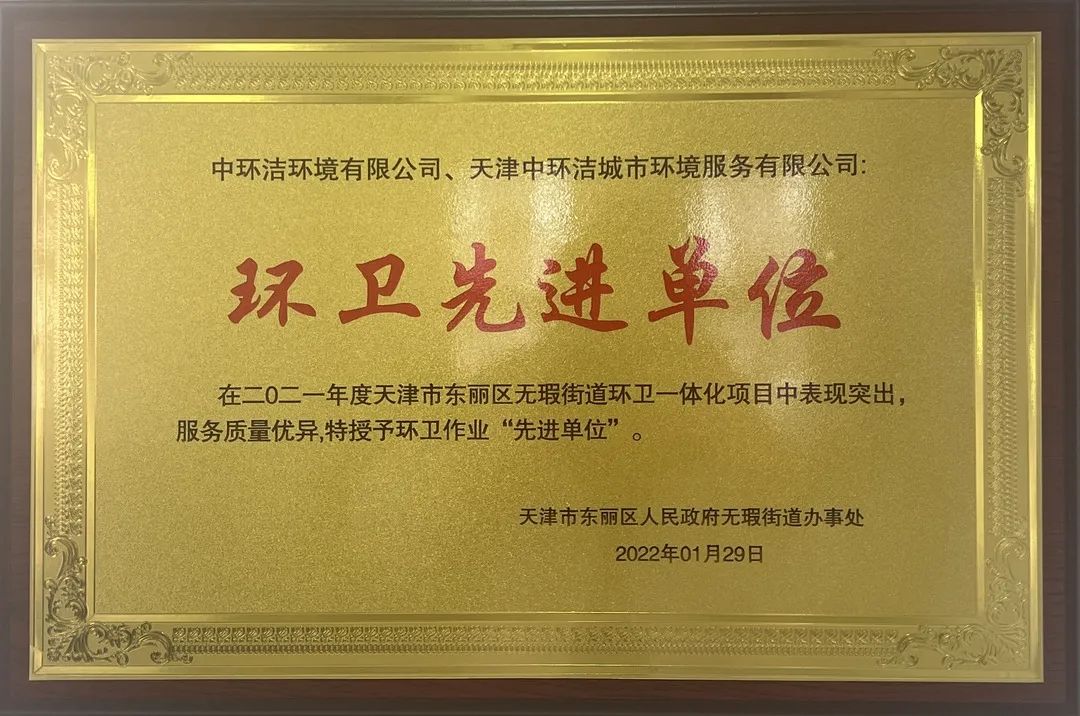 中环洁环境有限公司、天津中环洁城市环境服务有限公司:
环卫先进单位
在二0二一年度天津市东丽区无瑕街道环卫一体化项目中表现突出，
服务质量优异,特授予环卫作业“先进单位”。
天津市东丽区人民政府无瑕街道办事处
2022年01月29日